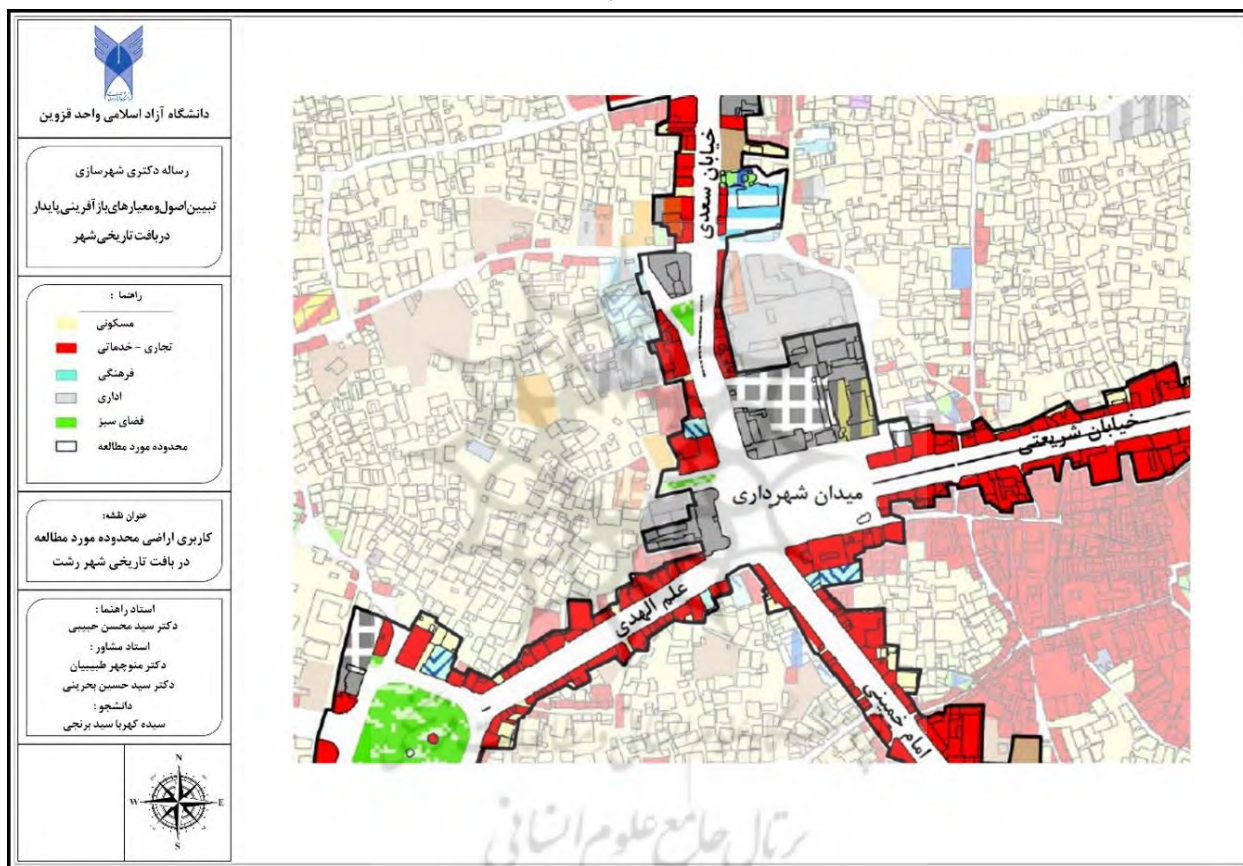 دانشگاه آزاد اسلامی واحد قزوین
رساله دکتری شهرسازی
تبیین اصول و معیارهای بازآفرینی پایدار
در بافت تاریخی شهر
راهنما :
مسکونی
تجاری - خدماتی
فرهنگی
اداری
فضای سبز
محدوده مورد مطالعه
عنوان نقشه:
کاربری اراضی محدوده مورد مطالعه
در بافت تاریخی شهر رشت
استاد راهنما :
دکتر سید محسن حبیبی
استاد مشاور :
دکتر منوچهر طبیبیان
دکتر سید حسین بحرینی
دانشجو :
سیده کهربا سید برنجی
N
W
E
S
خیابان سعدی
خیابان شریعتی
میدان شهرداری
علم الهدی
امام خمینی
پرتال جامع علوم انسانی